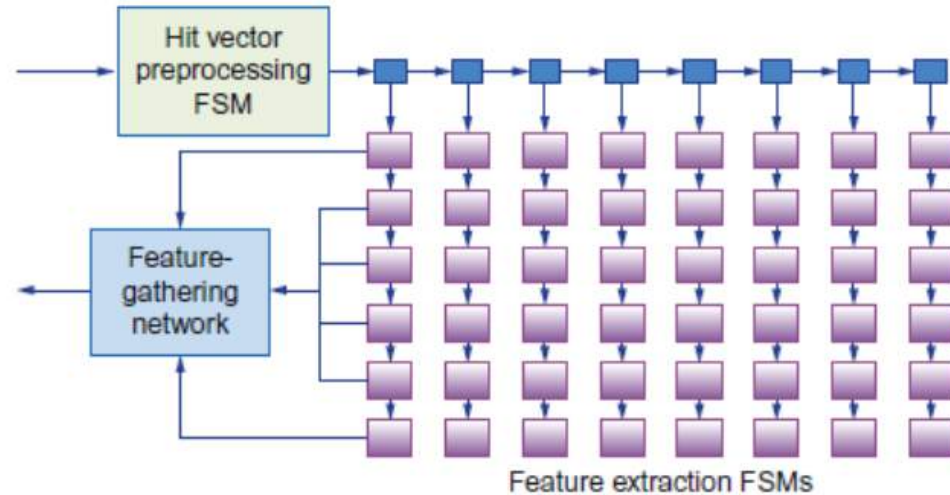 Hit vector
preprocessing
FSM
Feature-
gathering
network
Feature extraction FSMs